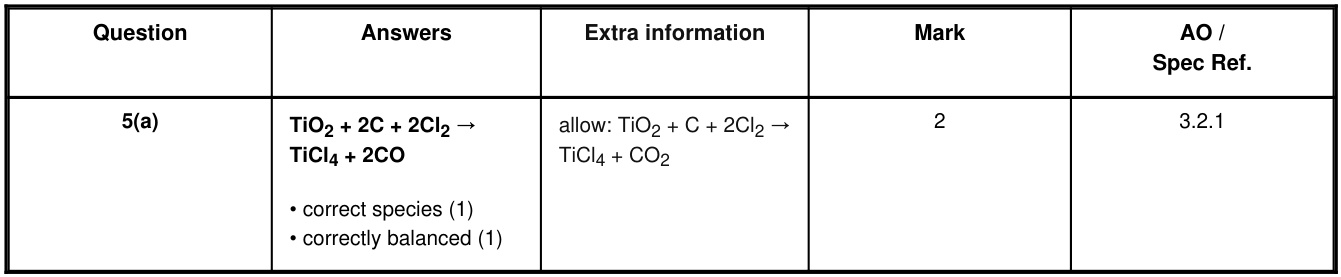 Question
Answers
Extra information
Mark
AO /
Spec Ref.
5(a)
TiO₂ + 2C + 2Cl₂ →
TiCl₄ + 2CO
• correct species (1)
• correctly balanced (1)
allow: TiO₂ + C + 2Cl₂ →
TiCl₄ + CO₂
2
3.2.1